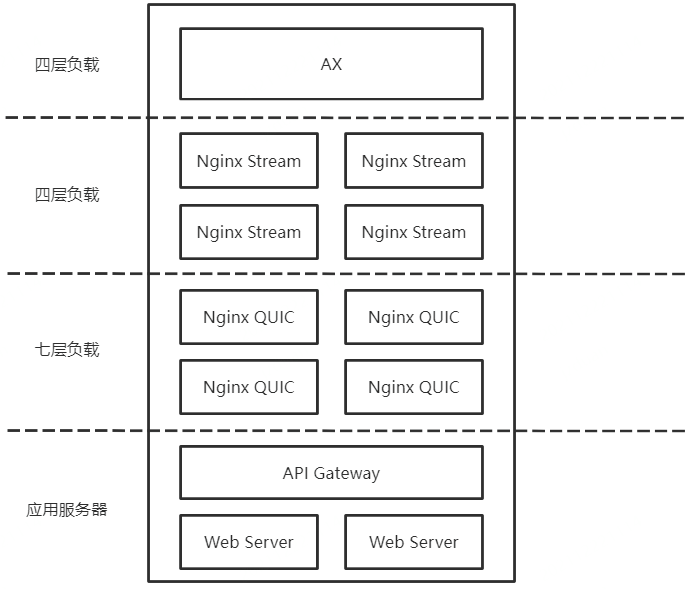 四层负载
AX
四层负载
Nginx Stream
Nginx Stream
Nginx Stream
Nginx Stream
七层负载
Nginx QUIC
Nginx QUIC
Nginx QUIC
Nginx QUIC
应用服务器
API Gateway
Web Server
Web Server